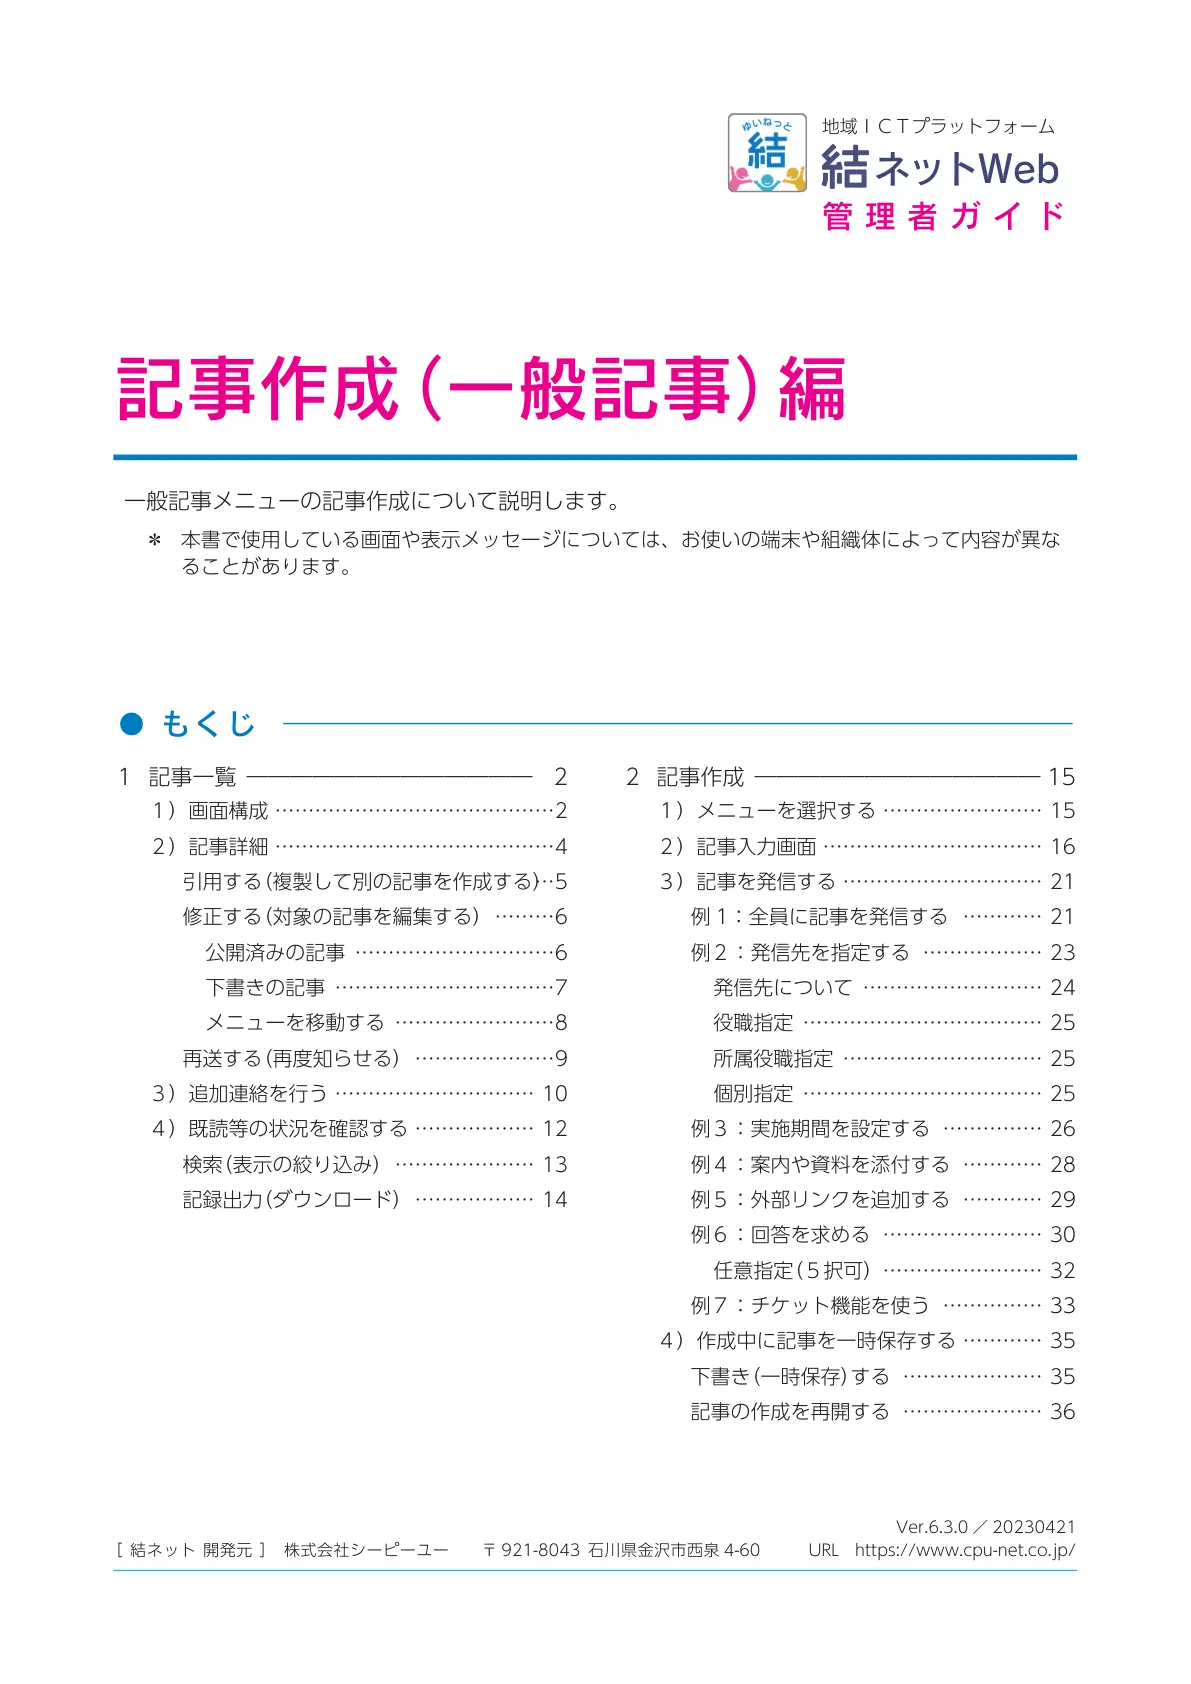 ゆいねっと
結
地域ＩＣＴプラットフォーム
結ネットWeb
管理者ガイド
記事作成（一般記事）編
一般記事メニューの記事作成について説明します。
＊ 本書で使用している画面や表示メッセージについては、お使いの端末や組織体によって内容が異な
ることがあります。
● もくじ
1 記事一覧 ――――――――――――― 2
1）画面構成 ……………………………………2
2）記事詳細 ……………………………………4
引用する（複製して別の記事を作成する）…5
修正する（対象の記事を編集する） ………6
公開済みの記事 …………………………6
下書きの記事 ……………………………7
メニューを移動する ……………………8
再送する（再度知らせる） …………………9
3）追加連絡を行う ………………………… 10
4）既読等の状況を確認する ……………… 12
検索（表示の絞り込み） ………………… 13
記録出力（ダウンロード） ……………… 14
2 記事作成 ――――――――――――― 15
1）メニューを選択する …………………… 15
2）記事入力画面 …………………………… 16
3）記事を発信する ………………………… 21
例１：全員に記事を発信する ………… 21
例２：発信先を指定する ……………… 23
発信先について ……………………… 24
役職指定 ……………………………… 25
所属役職指定 ………………………… 25
個別指定 ……………………………… 25
例３：実施期間を設定する …………… 26
例４：案内や資料を添付する ………… 28
例５：外部リンクを追加する ………… 29
例６：回答を求める …………………… 30
任意指定（５択可） …………………… 32
例７：チケット機能を使う …………… 33
4）作成中に記事を一時保存する ………… 35
下書き（一時保存）する ………………… 35
記事の作成を再開する ………………… 36
Ver.6.3.0 ／ 20230421
［ 結ネット 開発元 ］ 株式会社シーピーユー 〒 921-8043 石川県金沢市西泉 4-60 URL https://www.cpu-net.co.jp/